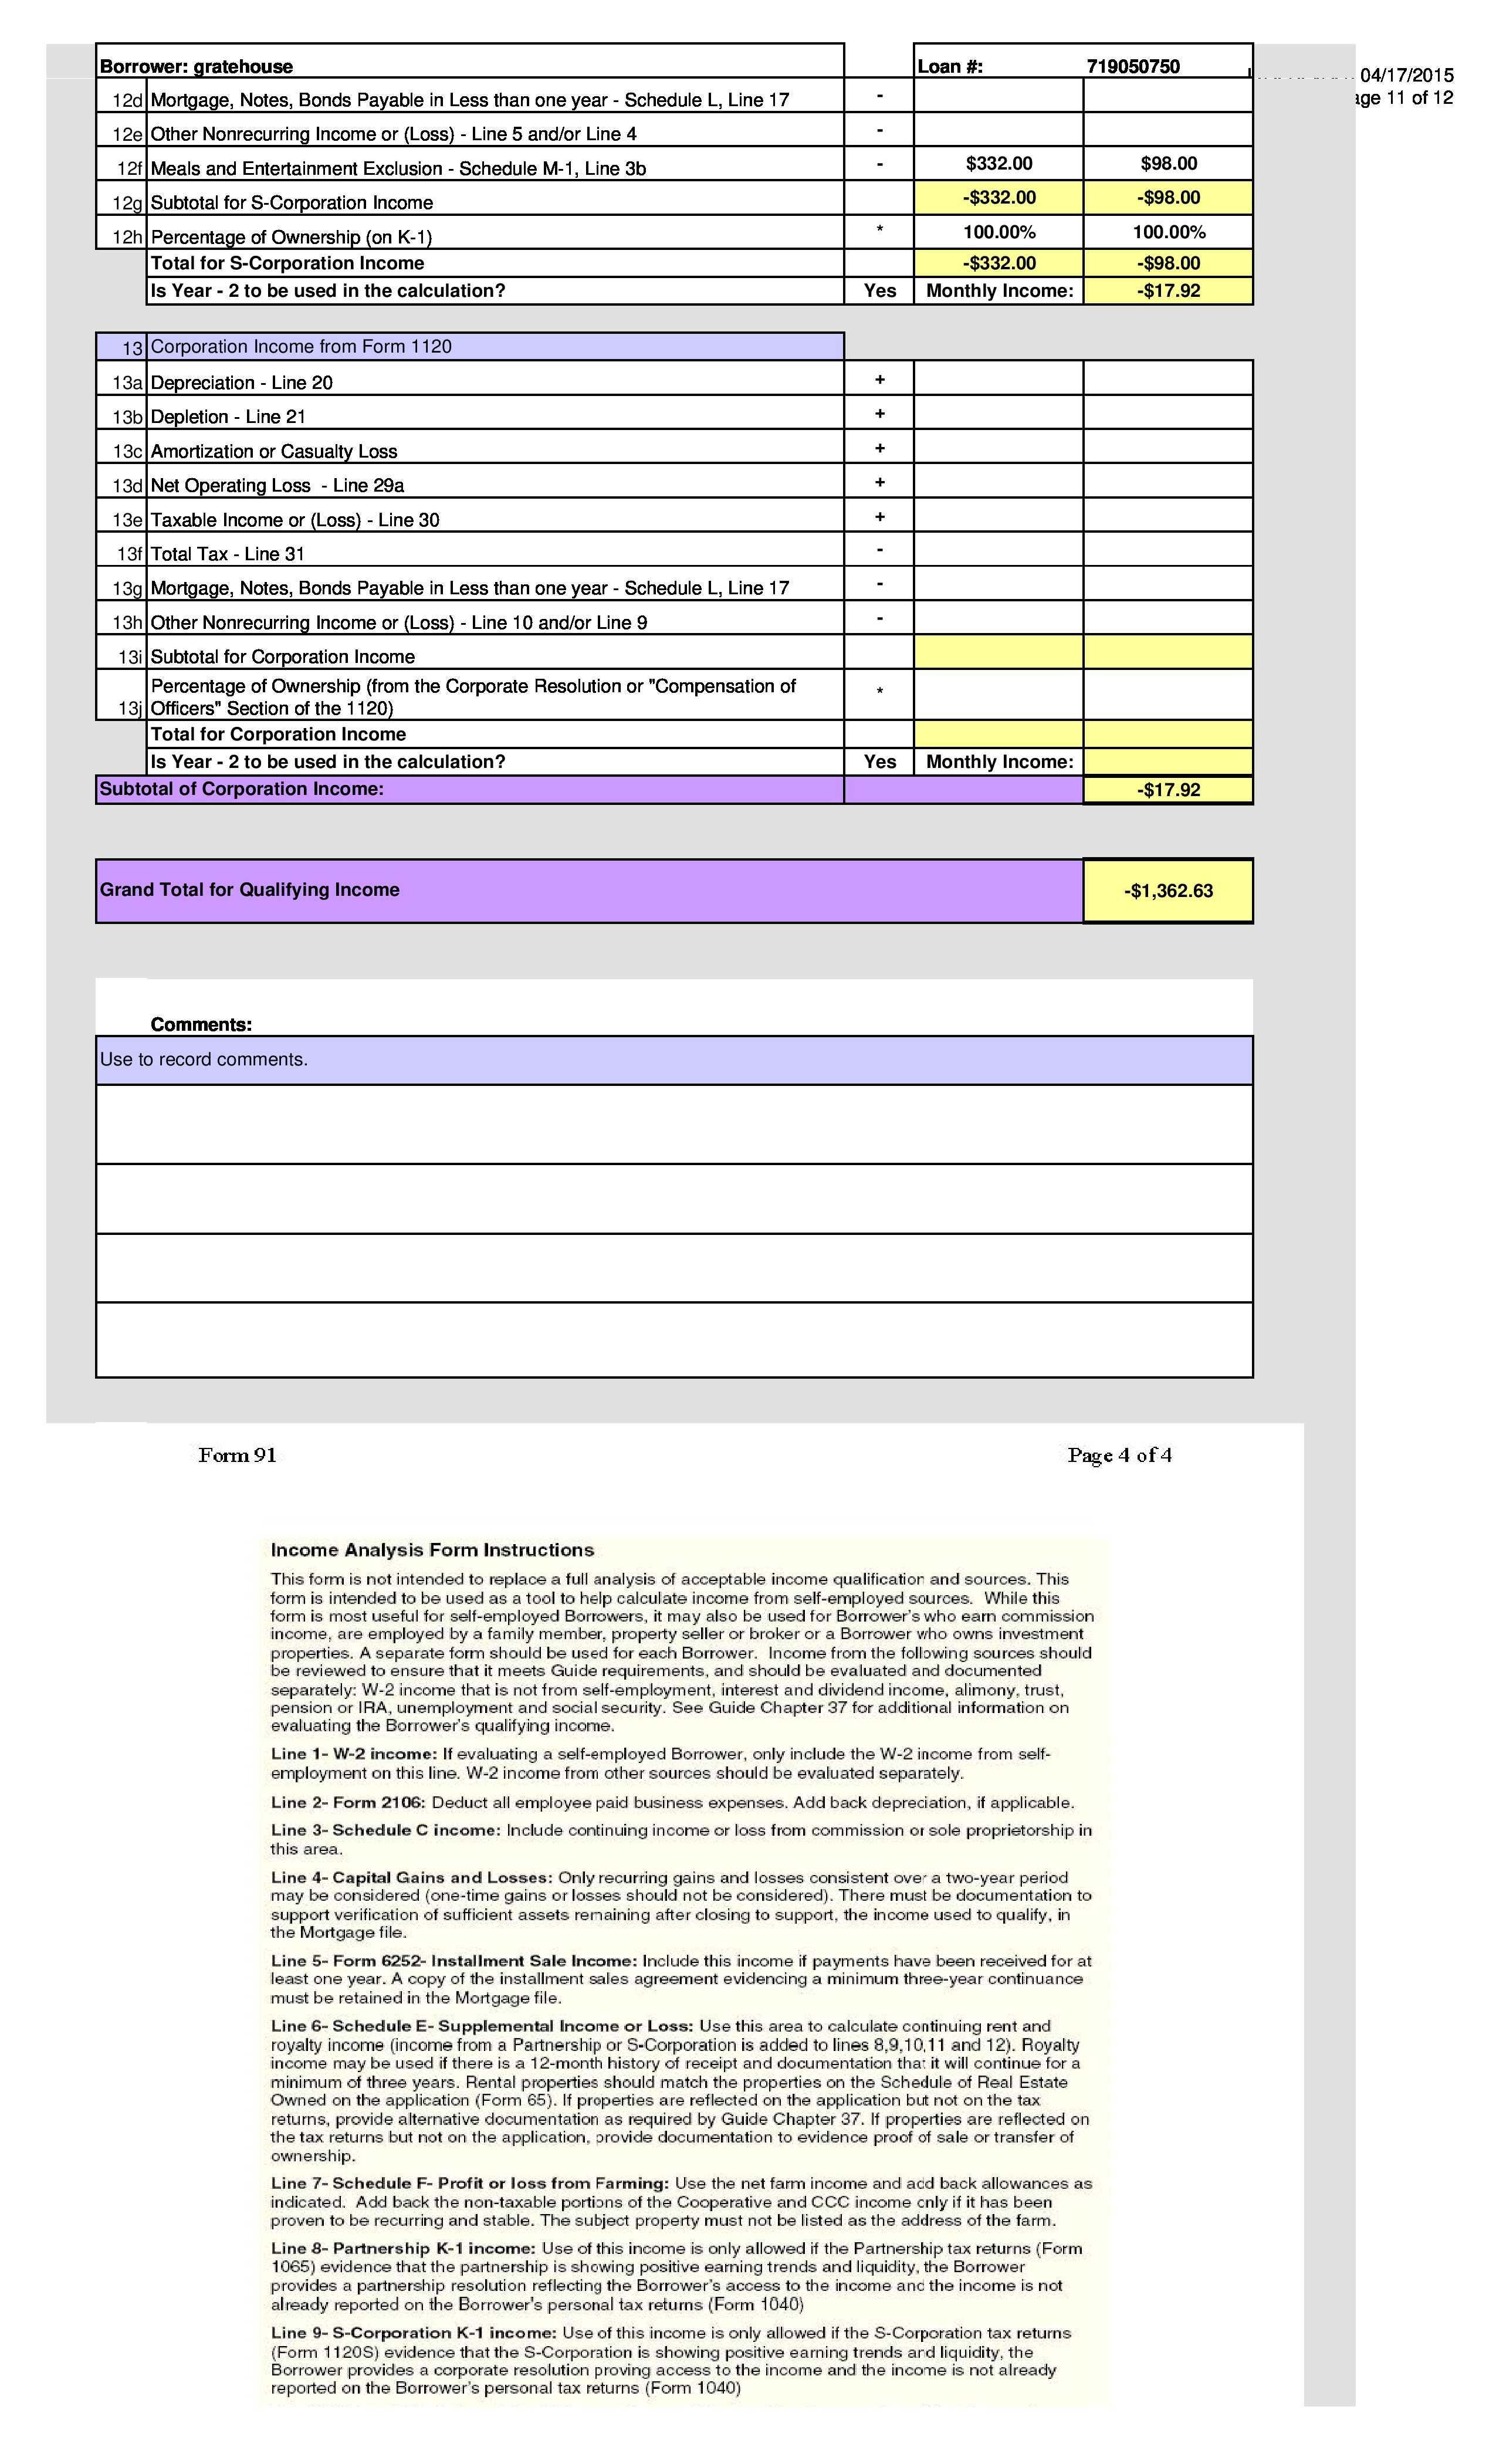 Borrower: gratehouse Loan #: 719050750
04/17/2015
age 11 of 12
12d Mortgage, Notes, Bonds Payable in Less than one year - Schedule L, Line 17 -
12e Other Nonrecurring Income or (Loss) - Line 5 and/or Line 4 -
12f Meals and Entertainment Exclusion - Schedule M-1, Line 3b - $332.00 $98.00
12g Subtotal for S-Corporation Income -$332.00 -$98.00
12h Percentage of Ownership (on K-1) * 100.00% 100.00%
Total for S-Corporation Income -$332.00 -$98.00
Is Year - 2 to be used in the calculation? Yes Monthly Income: -$17.92
13 Corporation Income from Form 1120
13a Depreciation - Line 20 +
13b Depletion - Line 21 +
13c Amortization or Casualty Loss +
13d Net Operating Loss - Line 29a +
13e Taxable Income or (Loss) - Line 30 +
13f Total Tax - Line 31 -
13g Mortgage, Notes, Bonds Payable in Less than one year - Schedule L, Line 17 -
13h Other Nonrecurring Income or (Loss) - Line 10 and/or Line 9 -
13i Subtotal for Corporation Income
Percentage of Ownership (from the Corporate Resolution or "Compensation of *
13j Officers" Section of the 1120)
Total for Corporation Income
Is Year - 2 to be used in the calculation? Yes Monthly Income:
Subtotal of Corporation Income: -$17.92
Grand Total for Qualifying Income -$1,362.63
Comments:
Use to record comments.
Form 91 Page 4 of 4
Income Analysis Form Instructions
This form is not intended to replace a full analysis of acceptable income qualification and sources. This
form is intended to be used as a tool to help calculate income from self-employed sources. While this
form is most useful for self-employed Borrowers, it may also be used for Borrower's who earn commission
income, are employed by a family member, property seller or broker or a Borrower who owns investment
properties. A separate form should be used for each Borrower. Income from the following sources should
be reviewed to ensure that it meets Guide requirements, and should be evaluated and documented
separately: W-2 income that is not from self-employment, interest and dividend income, alimony, trust,
pension or IRA, unemployment and social security. See Guide Chapter 37 for additional information on
evaluating the Borrower's qualifying income.
Line 1- W-2 income: If evaluating a self-employed Borrower, only include the W-2 income from self-
employment on this line. W-2 income from other sources should be evaluated separately.
Line 2- Form 2106: Deduct all employee paid business expenses. Add back depreciation, if applicable.
Line 3- Schedule C income: Include continuing income or loss from commission or sole proprietorship in
this area.
Line 4- Capital Gains and Losses: Only recurring gains and losses consistent over a two-year period
may be considered (one-time gains or losses should not be considered). There must be documentation to
support verification of sufficient assets remaining after closing to support, the income used to qualify, in
the Mortgage file.
Line 5- Form 6252- Installment Sale Income: Include this income if payments have been received for at
least one year. A copy of the installment sales agreement evidencing a minimum three-year continuance
must be retained in the Mortgage file.
Line 6- Schedule E- Supplemental Income or Loss: Use this area to calculate continuing rent and
royalty income (income from a Partnership or S-Corporation is added to lines 8,9,10,11 and 12). Royalty
income may be used if there is a 12-month history of receipt and documentation that it will continue for a
minimum of three years. Rental properties should match the properties on the Schedule of Real Estate
Owned on the application (Form 65). If properties are reflected on the application but not on the tax
returns, provide alternative documentation as required by Guide Chapter 37. If properties are reflected on
the tax returns but not on the application, provide documentation to evidence proof of sale or transfer of
ownership.
Line 7- Schedule F- Profit or loss from Farming: Use the net farm income and add back allowances as
indicated. Add back the non-taxable portions of the Cooperative and CCC income only if it has been
proven to be recurring and stable. The subject property must not be listed as the address of the farm.
Line 8- Partnership K-1 income: Use of this income is only allowed if the Partnership tax returns (Form
1065) evidence that the partnership is showing positive earning trends and liquidity, the Borrower
provides a partnership resolution reflecting the Borrower's access to the income and the income is not
already reported on the Borrower's personal tax returns (Form 1040)
Line 9- S-Corporation K-1 income: Use of this income is only allowed if the S-Corporation tax returns
(Form 1120S) evidence that the S-Corporation is showing positive earning trends and liquidity, the
Borrower provides a corporate resolution proving access to the income and the income is not already
reported on the Borrower's personal tax returns (Form 1040)